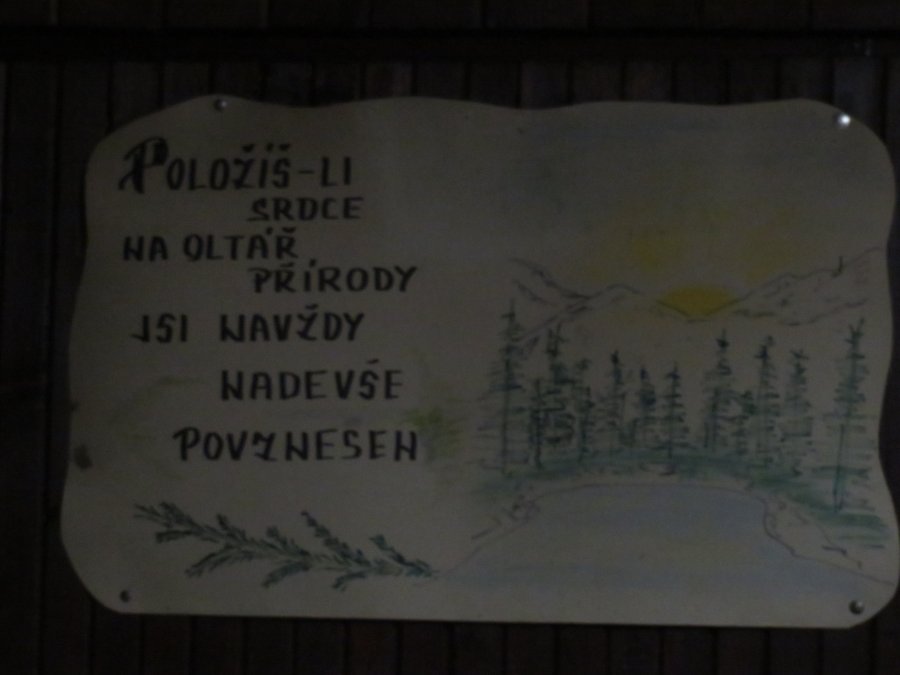 POLOŽÍŠ-LI
SRDCE
NA OLTÁŘ
PŘÍRODY
JSI NAVŽDY
NADEVŠE
POVZNESEN